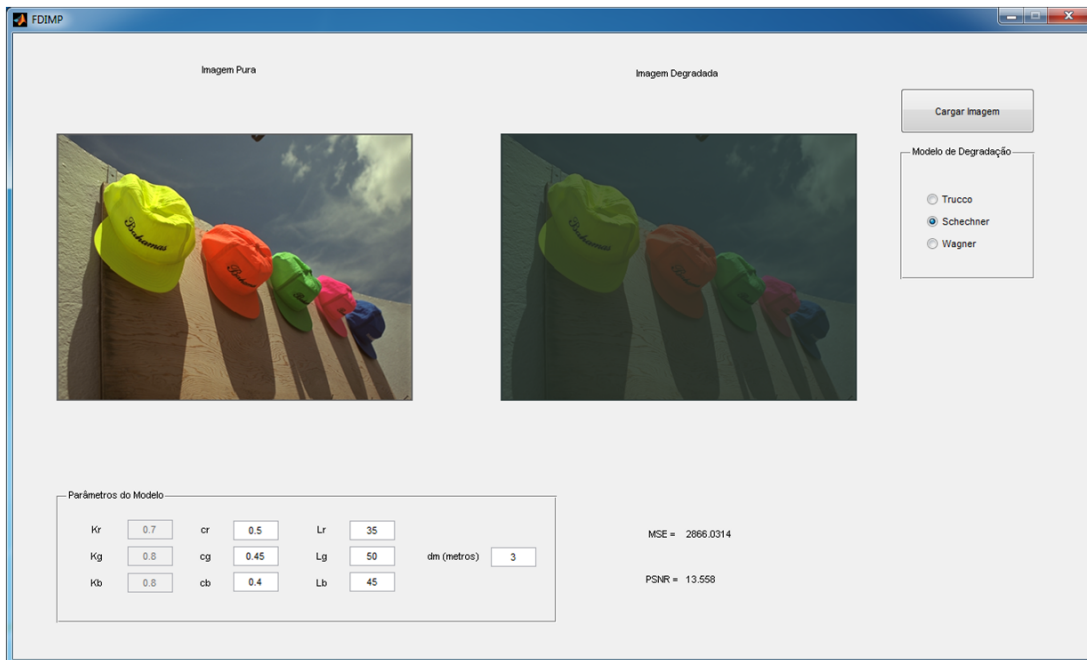 FDIMP
Imagem Pura
Imagem Degradada
Cargar Imagem
Modelo de Degradação
Trucco
Schechner
Wagner
Bahamas
Bahamas
Parâmetros do Modelo
Kr 0.7 cr 0.5 Lr 35
Kg 0.8 cg 0.45 Lg 50 dm (metros) 3
Kb 0.8 cb 0.4 Lb 45
MSE = 2866.0314
PSNR = 13.558